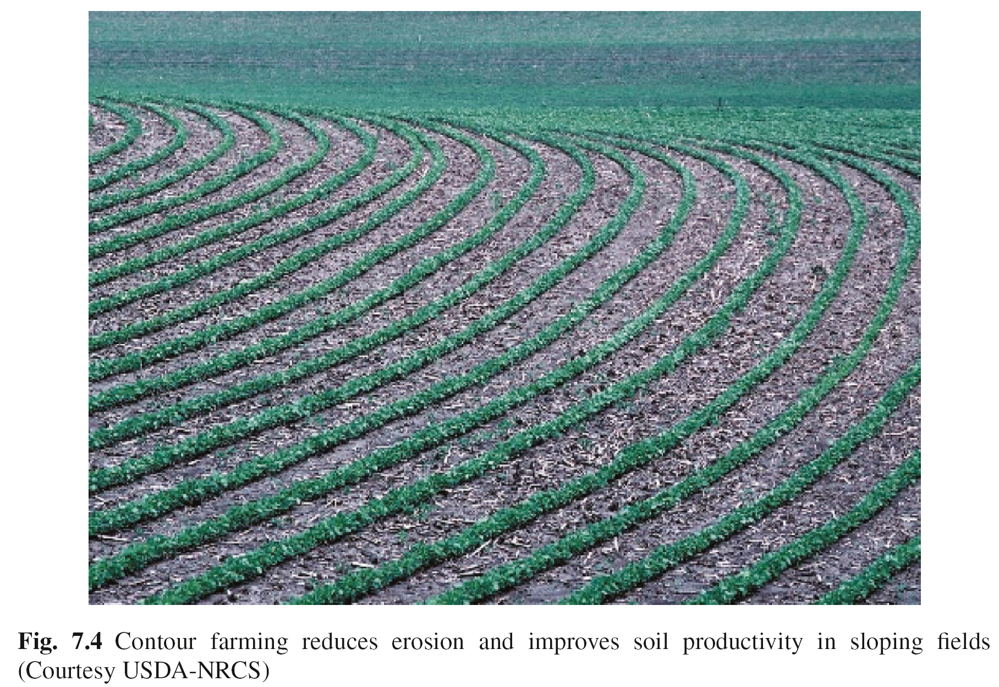 Fig. 7.4 Contour farming reduces erosion and improves soil productivity in sloping fields
(Courtesy USDA-NRCS)